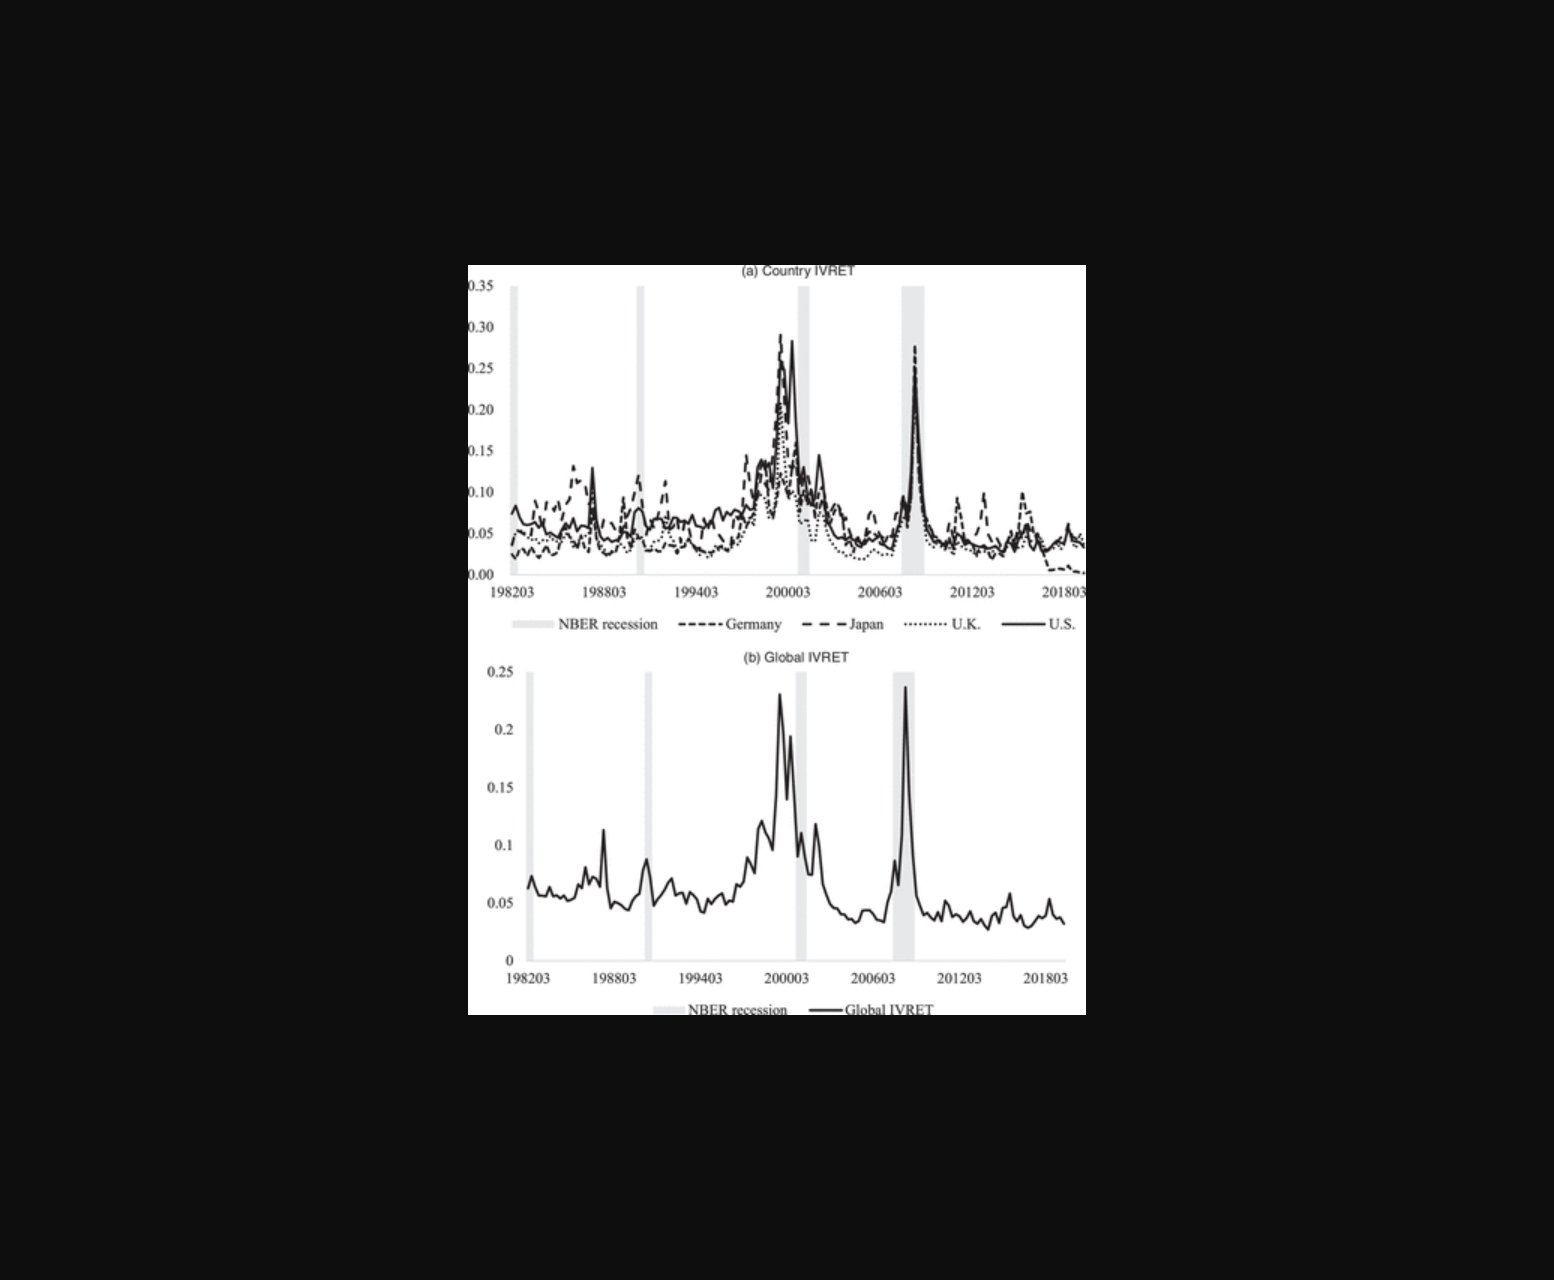 (a) Country IVRET
0.35
0.30
0.25
0.20
0.15
0.10
0.05
0.00
198203 198803 199403 200003 200603 201203 201803
NBER recession Germany Japan U.K. U.S.
(b) Global IVRET
0.25
0.2
0.15
0.1
0.05
0
198203 198803 199403 200003 200603 201203 201803
NBER recession Global IVRET